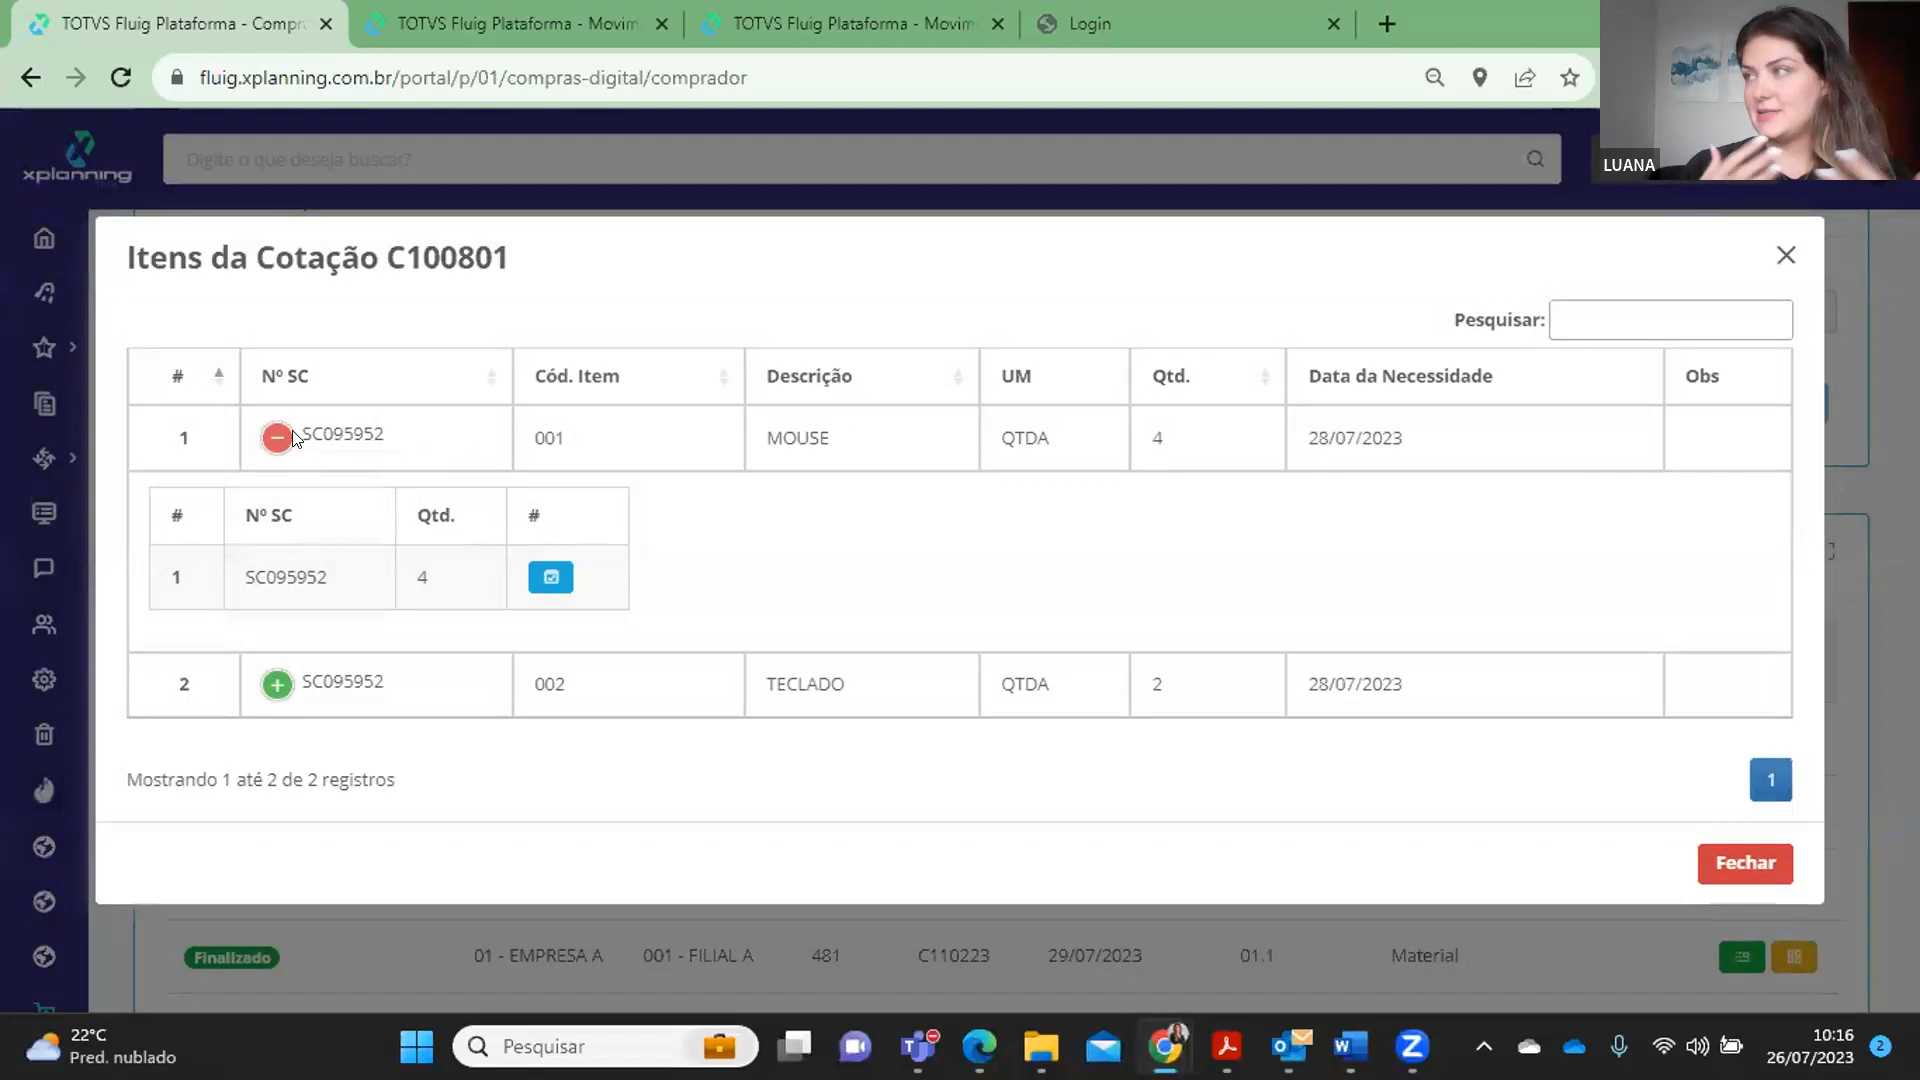 TOTVS Fluig Plataforma - Compr
TOTVS Fluig Plataforma - Movim
TOTVS Fluig Plataforma - Movim
Login
fluig.xplanning.com.br/portal/p/01/compras-digital/comprador
LUANA
xplanning
Digite o que deseja buscar?
Itens da Cotação C100801
Pesquisar:
# Nº SC Cód. Item Descrição UM Qtd. Data da Necessidade Obs
1 SC095952 001 MOUSE QTDA 4 28/07/2023
# Nº SC Qtd. #
1 SC095952 4
2 SC095952 002 TECLADO QTDA 2 28/07/2023
Mostrando 1 até 2 de 2 registros
1
Fechar
Finalizado 01 - EMPRESA A 001 - FILIAL A 481 C110223 29/07/2023 01.1 Material
22°C
Pred. nublado
Pesquisar
10:16
26/07/2023
2